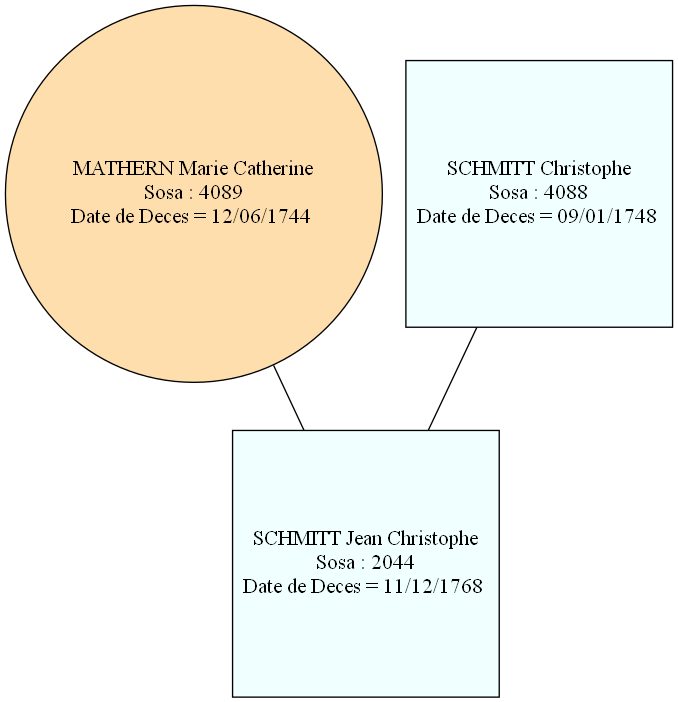 MATHERN Marie Catherine
Sosa : 4089
Date de Deces = 12/06/1744
SCHMITT Christophe
Sosa : 4088
Date de Deces = 09/01/1748
SCHMITT Jean Christophe
Sosa : 2044
Date de Deces = 11/12/1768